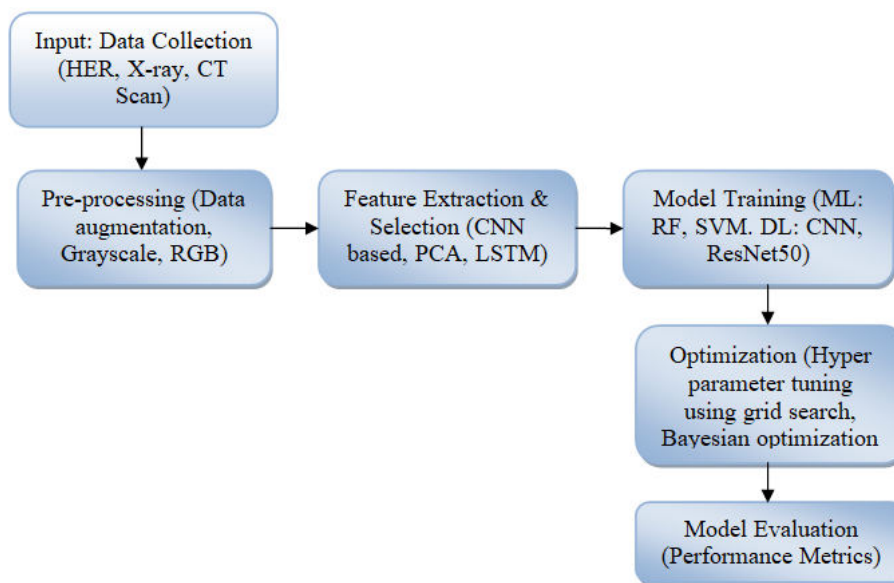 Input: Data Collection
(HER, X-ray, CT
Scan)
Pre-processing (Data
augmentation,
Grayscale, RGB)
Feature Extraction &
Selection (CNN
based, PCA, LSTM)
Model Training (ML:
RF, SVM. DL: CNN,
ResNet50)
Optimization (Hyper
parameter tuning
using grid search,
Bayesian optimization
Model Evaluation
(Performance Metrics)